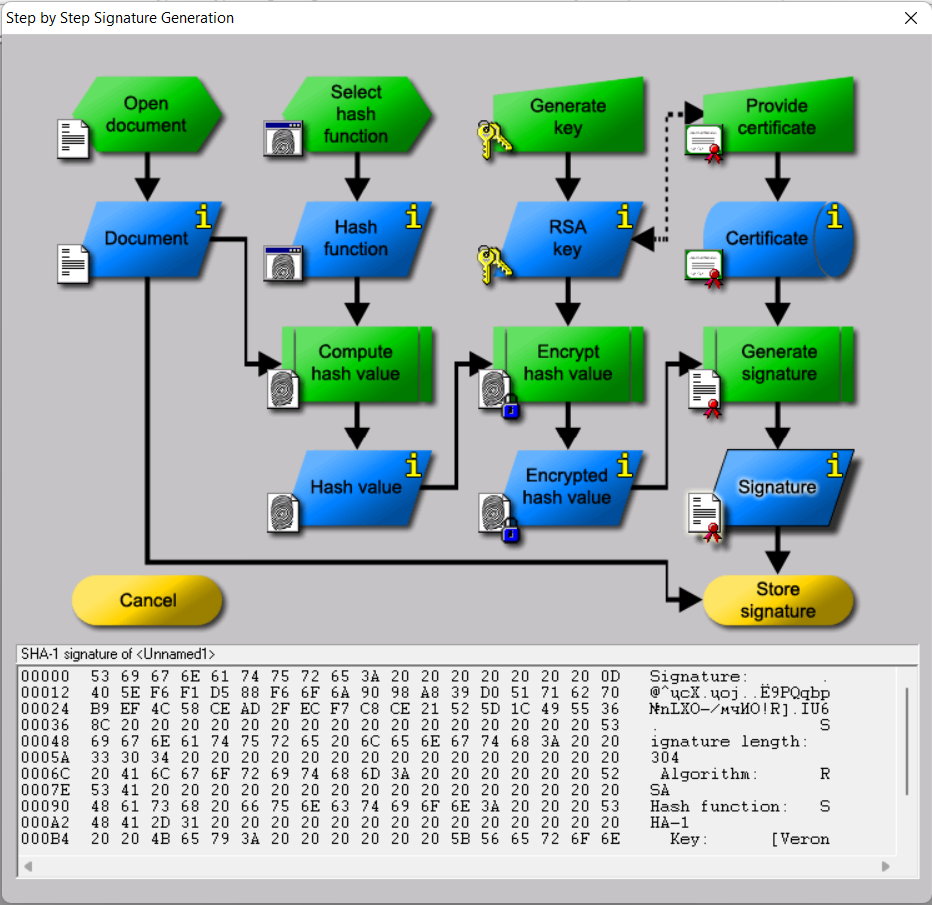 Step by Step Signature Generation
Open
document
Select
hash
function
Generate
key
Provide
certificate
Document
Hash
function
RSA
key
Certificate
Compute
hash value
Encrypt
hash value
Generate
signature
Hash value
Encrypted
hash value
Signature
Cancel
Store
signature
SHA-1 signature of <Unnamed1>
00000 53 69 67 6E 61 74 75 72 65 3A 20 20 20 20 20 20 20 0D Signature:       .
00012 40 5E F6 F1 D5 88 F6 6F 6A 90 98 A8 39 D0 51 71 62 70 @^цсХ.цoj..Ё9РQqbp
00024 B9 EF 4C 58 CE AD 2F EC F7 C8 CE 21 52 5D 1C 49 55 36 №пLXО-/мчИО!R].IU6
00036 8C 20 20 20 20 20 20 20 20 20 20 20 20 20 20 20 20 53 .                S
00048 69 67 6E 61 74 75 72 65 20 6C 65 6E 67 74 68 3A 20 20 ignature length:
0005A 33 30 34 20 20 20 20 20 20 20 20 20 20 20 20 20 20 20 304
0006C 20 41 6C 67 6F 72 69 74 68 6D 3A 20 20 20 20 20 20 52  Algorithm:      R
0007E 53 41 20 20 20 20 20 20 20 20 20 20 20 20 20 20 20 20 SA
00090 48 61 73 68 20 66 75 6E 63 74 69 6F 6E 3A 20 20 20 53 Hash function:   S
000A2 48 41 2D 31 20 20 20 20 20 20 20 20 20 20 20 20 20 20 HA-1
000B4 20 20 4B 65 79 3A 20 20 20 20 20 20 5B 56 65 72 6F 6E   Key:      [Veron